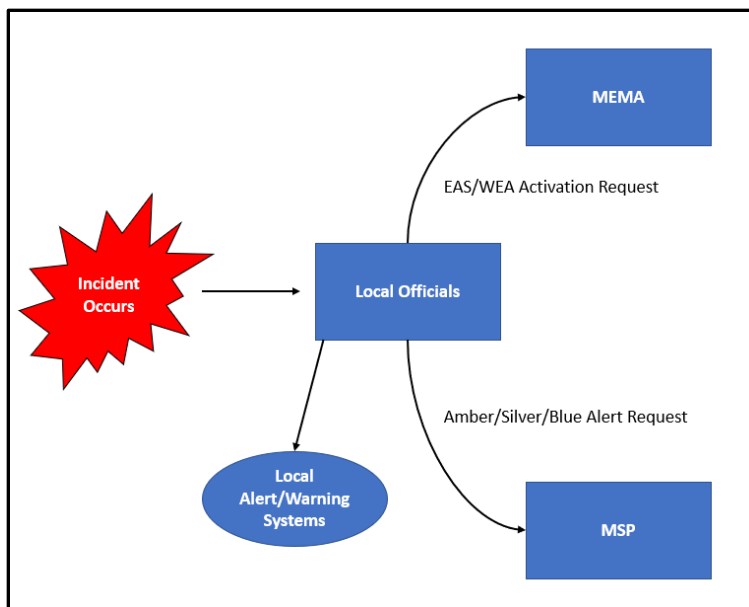 MEMA
EAS/WEA Activation Request
Incident
Occurs
Local Officials
Amber/Silver/Blue Alert Request
Local
Alert/Warning
Systems
MSP